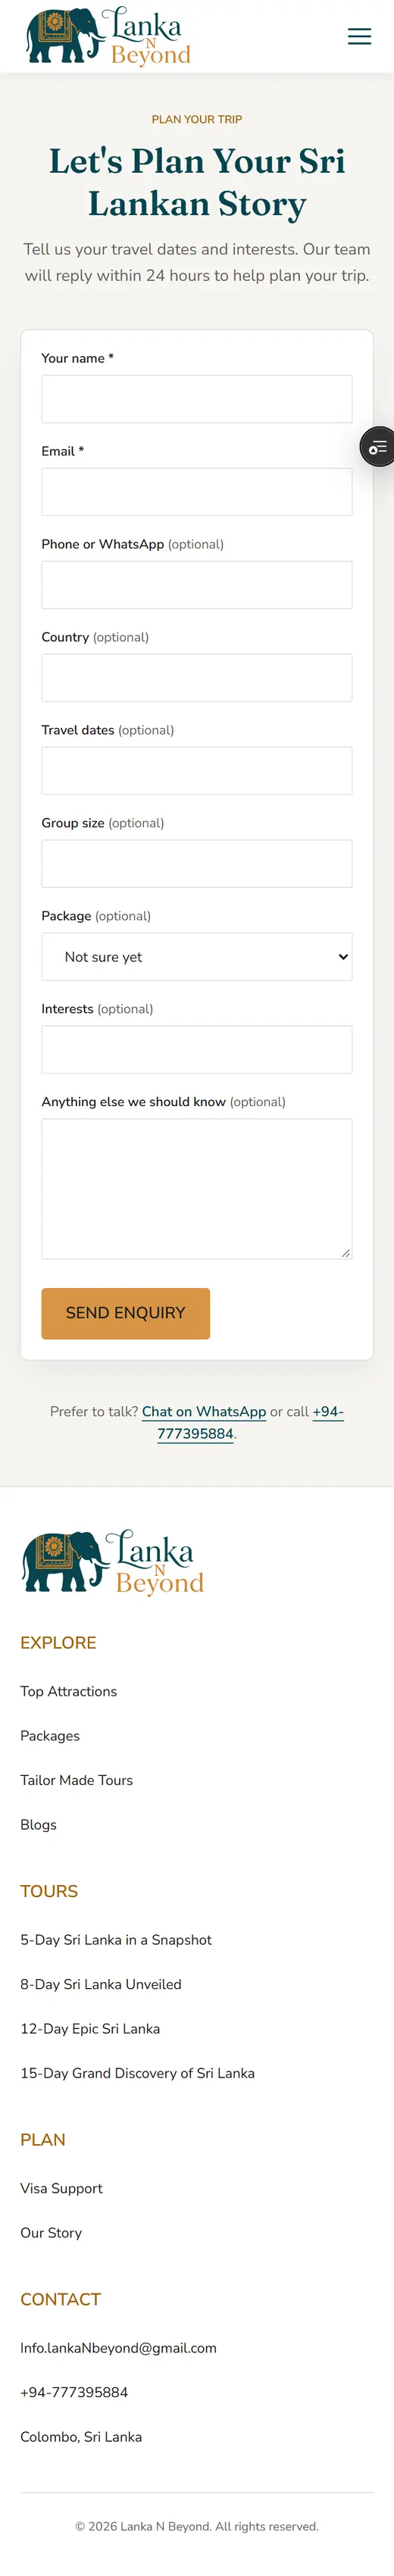 Lanka
N
Beyond
PLAN YOUR TRIP
Let's Plan Your Sri
Lankan Story
Tell us your travel dates and interests. Our team
will reply within 24 hours to help plan your trip.
Your name *
Email *
Phone or WhatsApp (optional)
Country (optional)
Travel dates (optional)
Group size (optional)
Package (optional)
Not sure yet
Interests (optional)
Anything else we should know (optional)
SEND ENQUIRY
Prefer to talk? Chat on WhatsApp or call +94-
777395884.
Lanka
N
Beyond
EXPLORE
Top Attractions
Packages
Tailor Made Tours
Blogs
TOURS
5-Day Sri Lanka in a Snapshot
8-Day Sri Lanka Unveiled
12-Day Epic Sri Lanka
15-Day Grand Discovery of Sri Lanka
PLAN
Visa Support
Our Story
CONTACT
Info.lankaNbeyond@gmail.com
+94-777395884
Colombo, Sri Lanka
© 2026 Lanka N Beyond. All rights reserved.